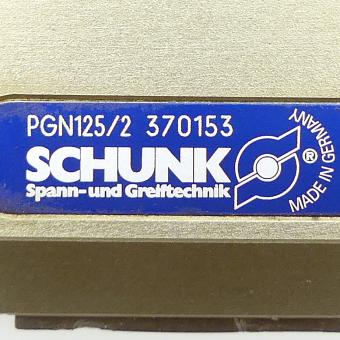 PGN125/2 370153
SCHUNK ®
Spann- und Greiftechnik
MADE IN GERMANY